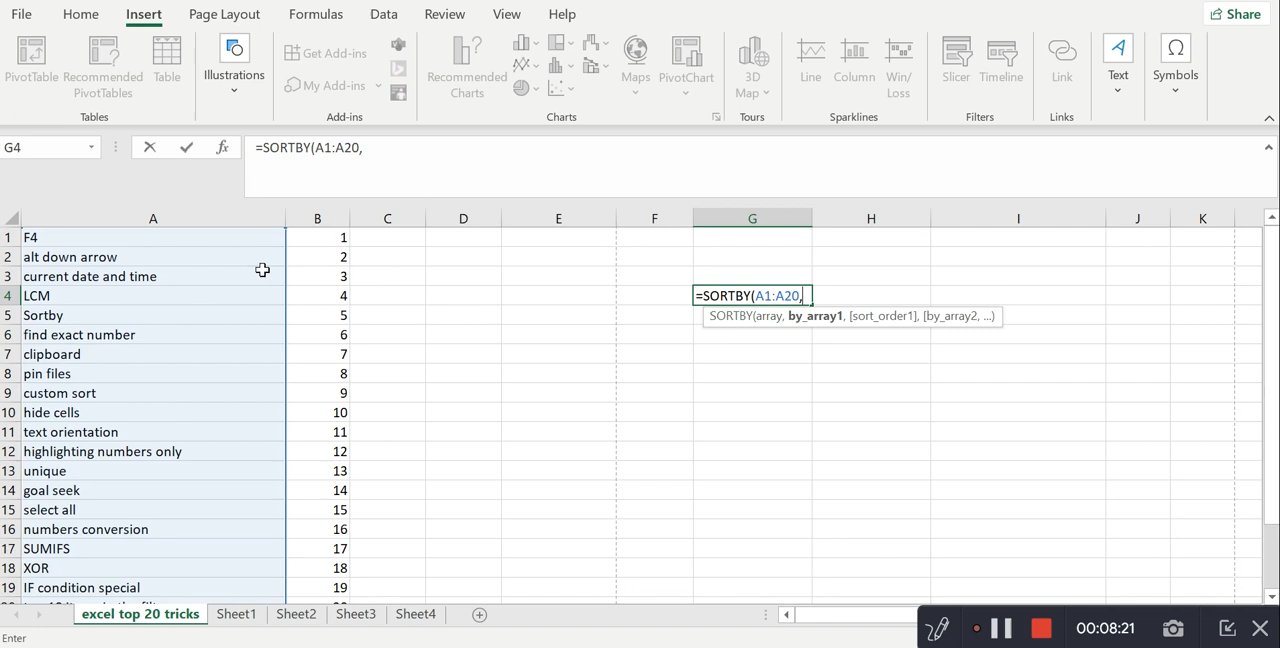 File Home Insert Page Layout Formulas Data Review View Help Share
PivotTable Recommended PivotTables Table
Tables
Illustrations
Get Add-ins
My Add-ins
Add-ins
Recommended Charts
Maps PivotChart
Charts
3D Map
Tours
Line Column Win/ Loss
Sparklines
Slicer Timeline
Filters
Link
Links
Text
Symbols
G4 fx =SORTBY(A1:A20,
A B C D E F G H I J K
1 F4 1
2 alt down arrow 2
3 current date and time 3
4 LCM 4 =SORTBY(A1:A20,
5 Sortby 5 SORTBY(array, by_array1, [sort_order1], [by_array2, ...)
6 find exact number 6
7 clipboard 7
8 pin files 8
9 custom sort 9
10 hide cells 10
11 text orientation 11
12 highlighting numbers only 12
13 unique 13
14 goal seek 14
15 select all 15
16 numbers conversion 16
17 SUMIFS 17
18 XOR 18
19 IF condition special 19
excel top 20 tricks Sheet1 Sheet2 Sheet3 Sheet4
Enter
00:08:21